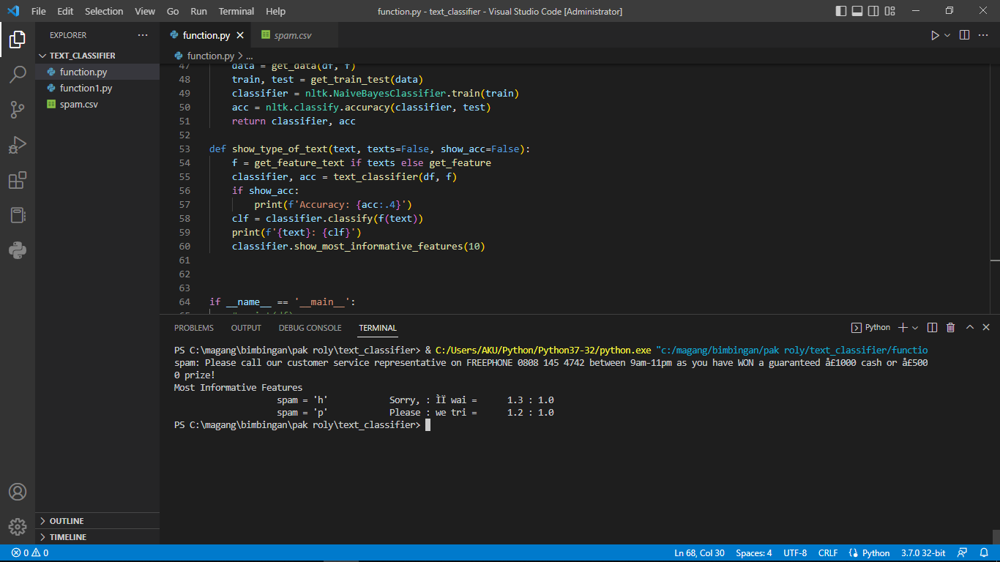 File Edit Selection View Go Run Terminal Help function.py - text_classifier - Visual Studio Code [Administrator]
EXPLORER
function.py
spam.csv
function.py > ...
TEXT_CLASSIFIER
function.py
function1.py
spam.csv
47 data = get_data(df, f)
48 train, test = get_train_test(data)
49 classifier = nltk.NaiveBayesClassifier.train(train)
50 acc = nltk.classify.accuracy(classifier, test)
51 return classifier, acc
52
53 def show_type_of_text(text, texts=False, show_acc=False):
54 f = get_feature_text if texts else get_feature
55 classifier, acc = text_classifier(df, f)
56 if show_acc:
57 print(f'Accuracy: {acc:.4}')
58 clf = classifier.classify(f(text))
59 print(f'{text}: {clf}')
60 classifier.show_most_informative_features(10)
61
62
63
64 if __name__ == '__main__':
65 # print(df)
PROBLEMS OUTPUT DEBUG CONSOLE TERMINAL
Python
PS C:\magang\bimbingan\pak roly\text_classifier> & C:/Users/AKU/Python/Python37-32/python.exe "c:/magang/bimbingan/pak roly/text_classifier/functio
spam: Please call our customer service representative on FREEPHONE 0808 145 4742 between 9am-11pm as you have WON a guaranteed å£1000 cash or å£500
0 prize!
Most Informative Features
spam = 'h' Sorry, : ÌÏ wai = 1.3 : 1.0
spam = 'p' Please : we tri = 1.2 : 1.0
PS C:\magang\bimbingan\pak roly\text_classifier>
OUTLINE
TIMELINE
0 0 Ln 68, Col 30 Spaces: 4 UTF-8 CRLF Python 3.7.0 32-bit